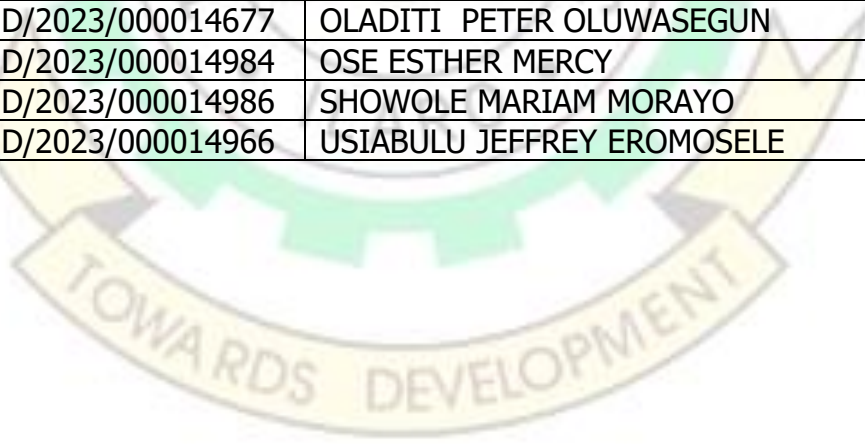 D/2023/000014677 OLADITI PETER OLUWASEGUN
D/2023/000014984 OSE ESTHER MERCY
D/2023/000014986 SHOWOLE MARIAM MORAYO
D/2023/000014966 USIABULU JEFFREY EROMOSELE
TOWARDS DEVELOPMENT